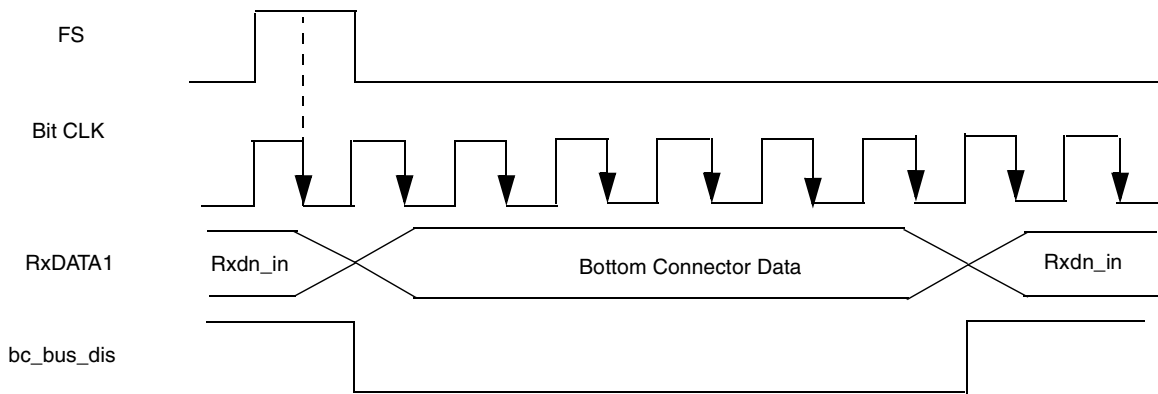 FS
Bit CLK
RxDATA1
Rxdn_in
Bottom Connector Data
Rxdn_in
bc_bus_dis